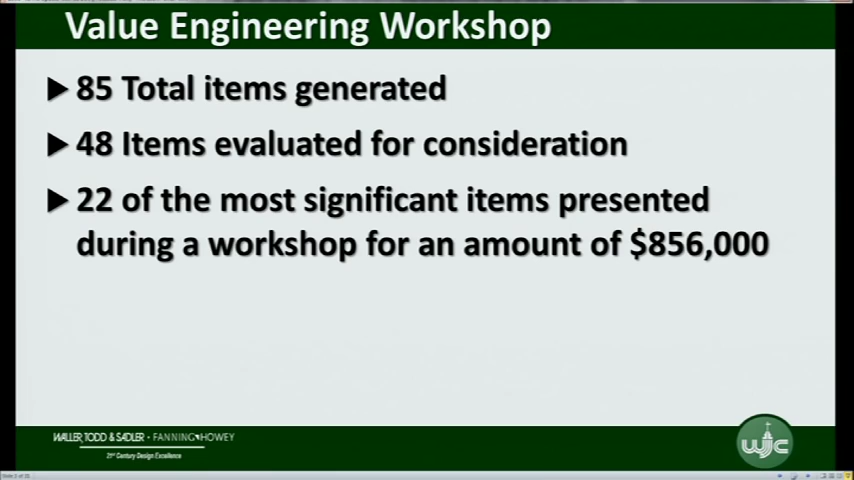 Value Engineering Workshop
▶ 85 Total items generated
▶ 48 Items evaluated for consideration
▶ 22 of the most significant items presented
during a workshop for an amount of $856,000
WALLER, TODD & SADLER • FANNING HOWEY
21st Century Design Excellence
WJC